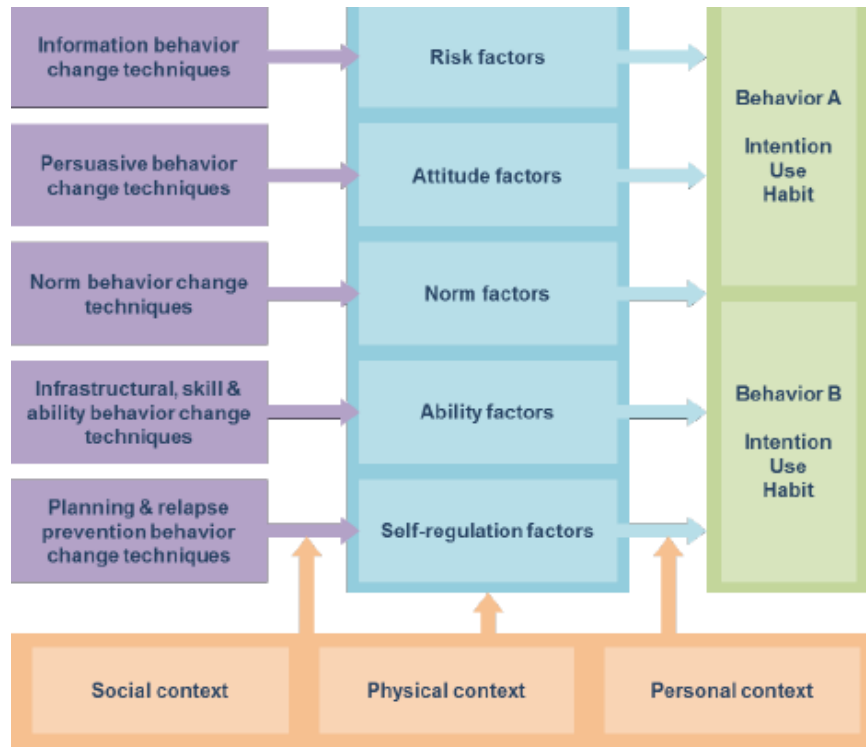 Information behavior
change techniques
Risk factors
Behavior A
Intention
Use
Habit
Persuasive behavior
change techniques
Attitude factors
Norm behavior change
techniques
Norm factors
Infrastructural, skill &
ability behavior change
techniques
Ability factors
Behavior B
Intention
Use
Habit
Planning & relapse
prevention behavior
change techniques
Self-regulation factors
Social context
Physical context
Personal context